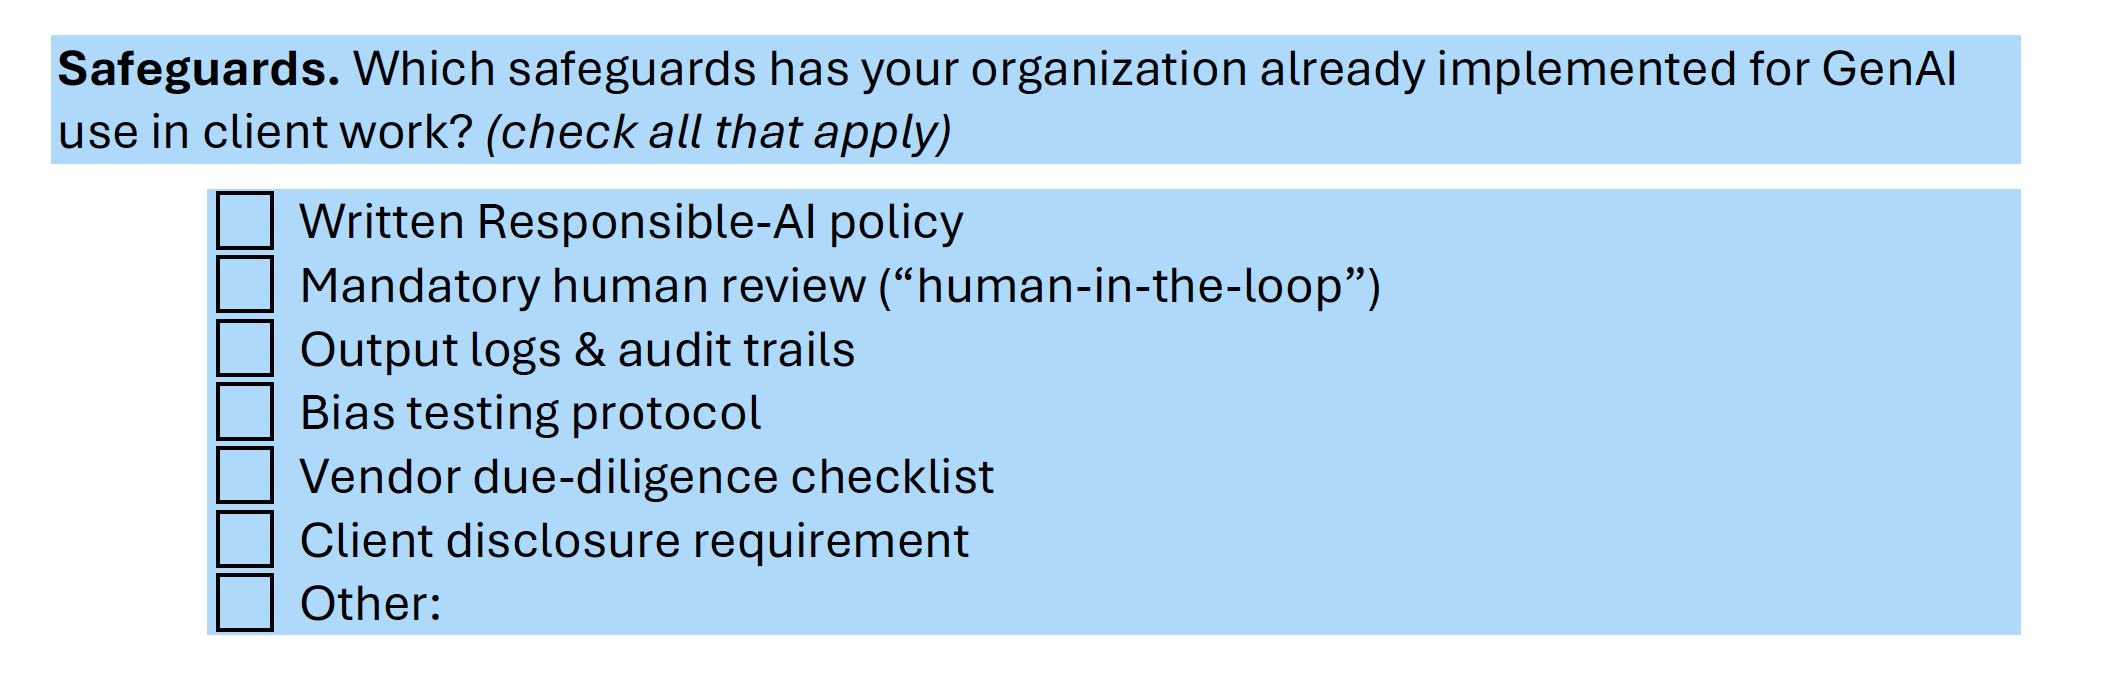 Safeguards. Which safeguards has your organization already implemented for GenAI
use in client work? (check all that apply)
Written Responsible-AI policy
Mandatory human review (“human-in-the-loop”)
Output logs & audit trails
Bias testing protocol
Vendor due-diligence checklist
Client disclosure requirement
Other: